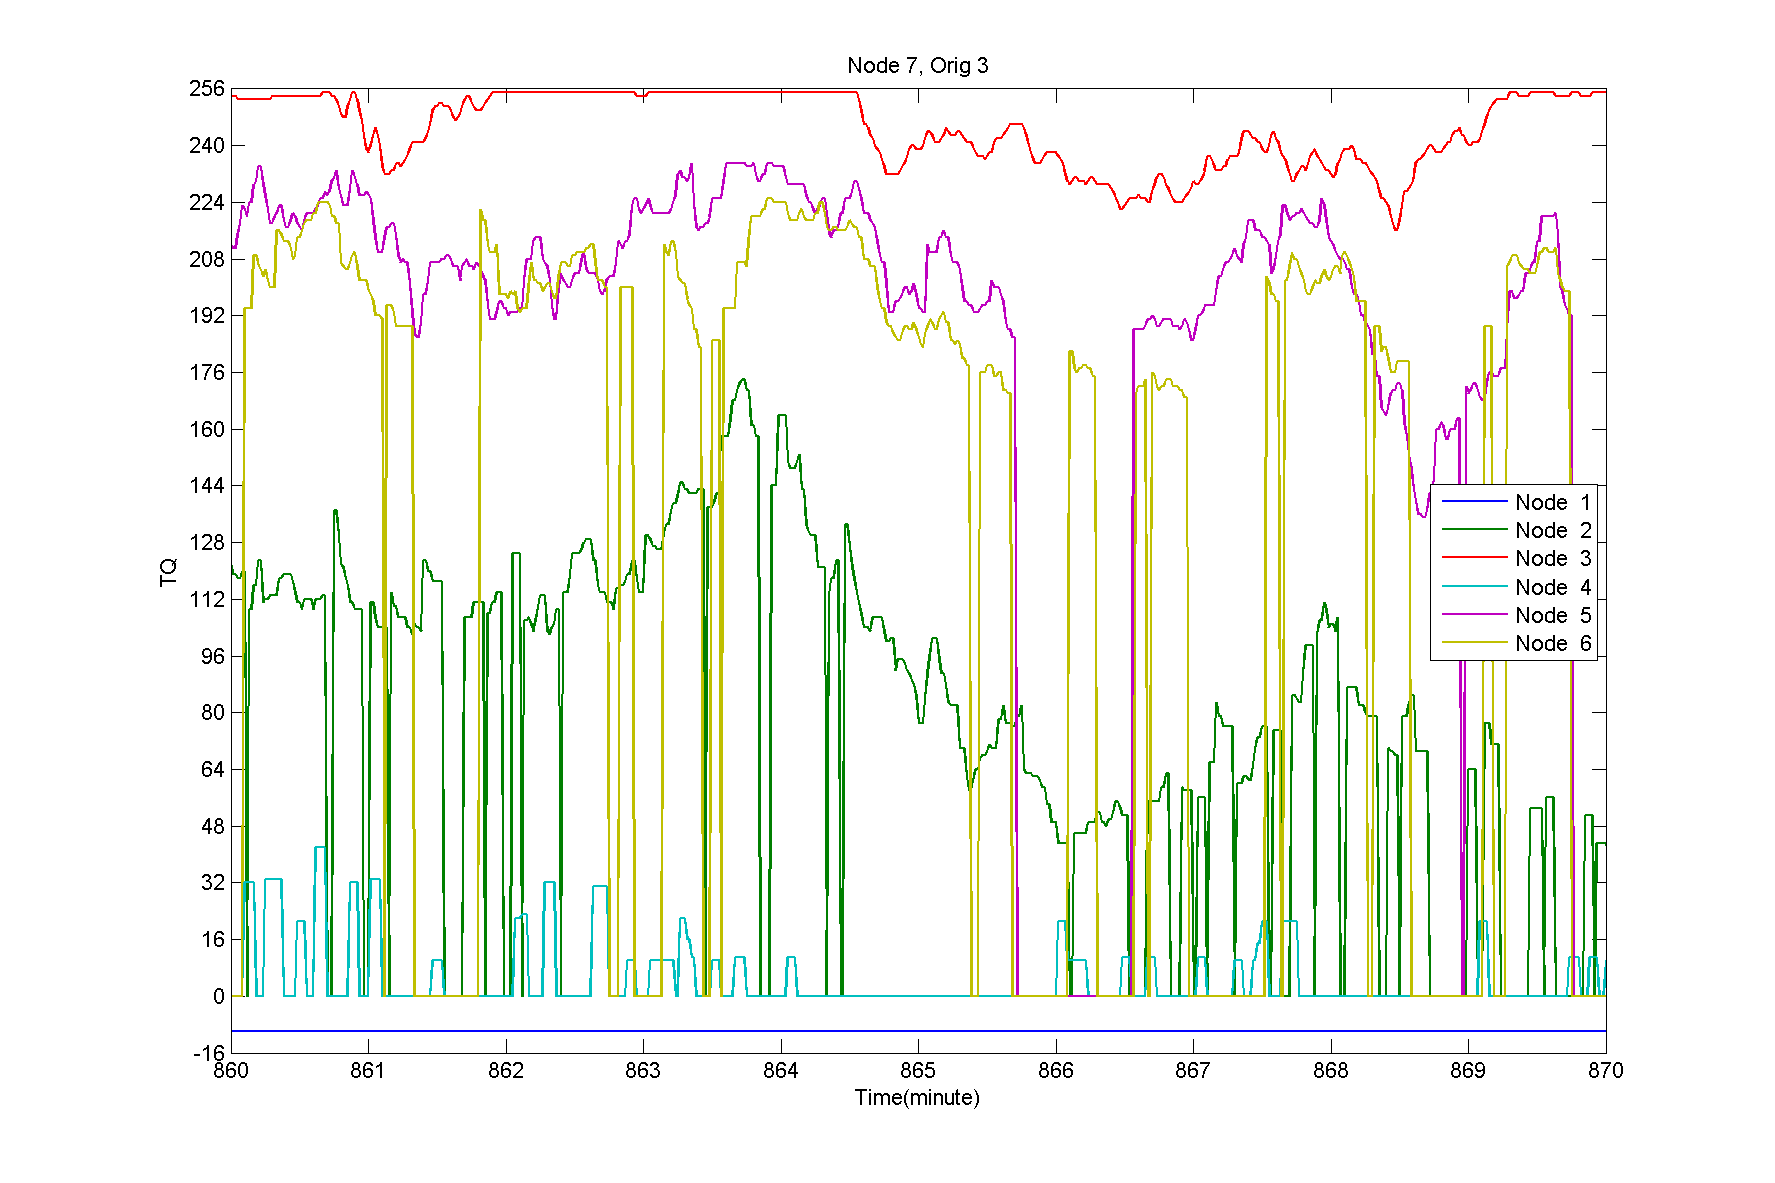 Node 7, Orig 3
256
240
224
208
192
176
160
144
128
112
96
80
64
48
32
16
0
-16
TQ
Node 1
Node 2
Node 3
Node 4
Node 5
Node 6
860 861 862 863 864 865 866 867 868 869 870
Time(minute)